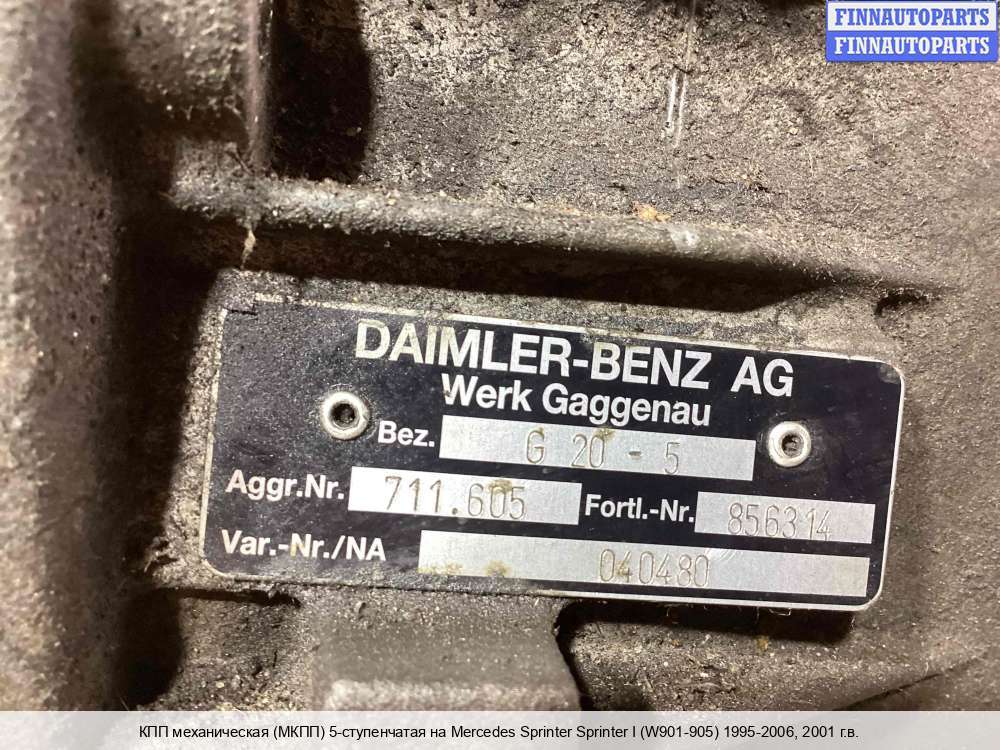 FINNAUTOPARTS
FINNAUTOPARTS
DAIMLER-BENZ AG
Werk Gaggenau
Bez. G 20 - 5
Aggr.Nr. 711.605 Fortl.-Nr. 856314
Var.-Nr./NA 040480
КПП механическая (МКПП) 5-ступенчатая на Mercedes Sprinter Sprinter I (W901-905) 1995-2006, 2001 г.в.